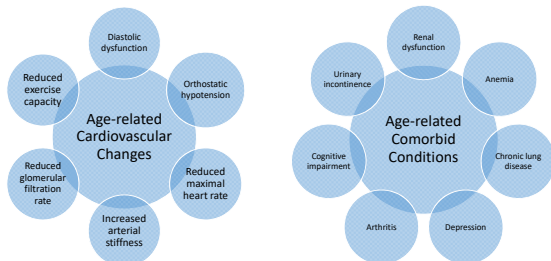 Diastolic
dysfunction
Orthostatic
hypotension
Reduced
maximal
heart rate
Increased
arterial
stiffness
Reduced
glomerular
filtration
rate
Reduced
exercise
capacity
Age-related
Cardiovascular
Changes
Renal
dysfunction
Anemia
Chronic lung
disease
Depression
Arthritis
Cognitive
impairment
Urinary
incontinence
Age-related
Comorbid
Conditions